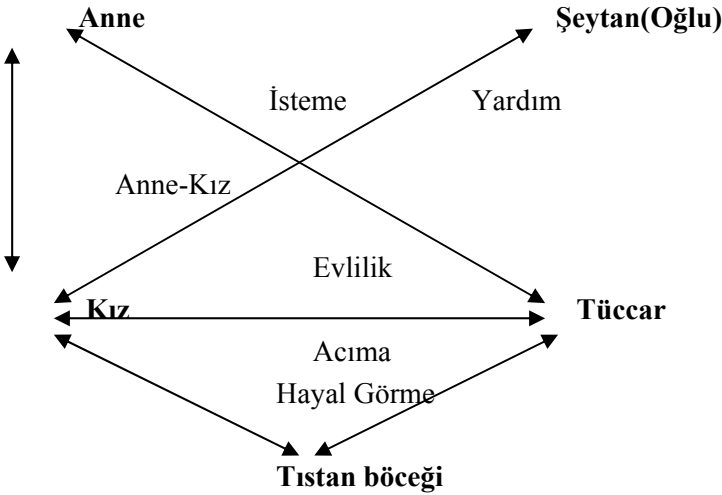 Anne Şeytan(Oğlu)
İsteme Yardım
Anne-Kız
Evlilik
Kız Tüccar
Acıma
Hayal Görme
Tıstan böceği